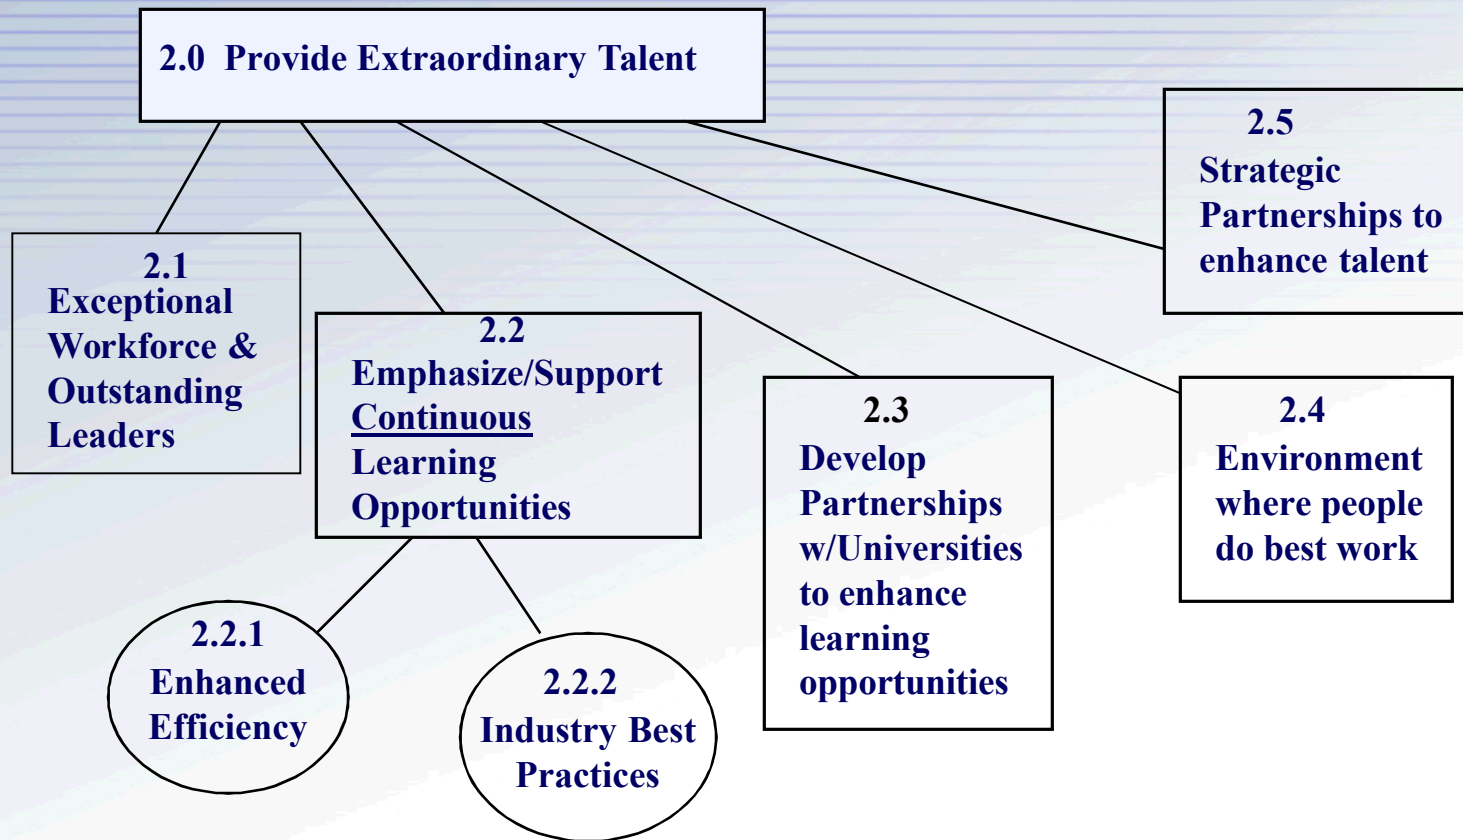 2.0 Provide Extraordinary Talent
2.1
Exceptional
Workforce &
Outstanding
Leaders
2.2
Emphasize/Support
Continuous
Learning
Opportunities
2.2.1
Enhanced
Efficiency
2.2.2
Industry Best
Practices
2.3
Develop
Partnerships
w/Universities
to enhance
learning
opportunities
2.4
Environment
where people
do best work
2.5
Strategic
Partnerships to
enhance talent